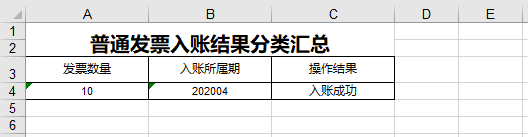 A B C D E
1
2 普通发票入账结果分类汇总
3 发票数量 入账所属期 操作结果
4 10 202004 入账成功
5
6